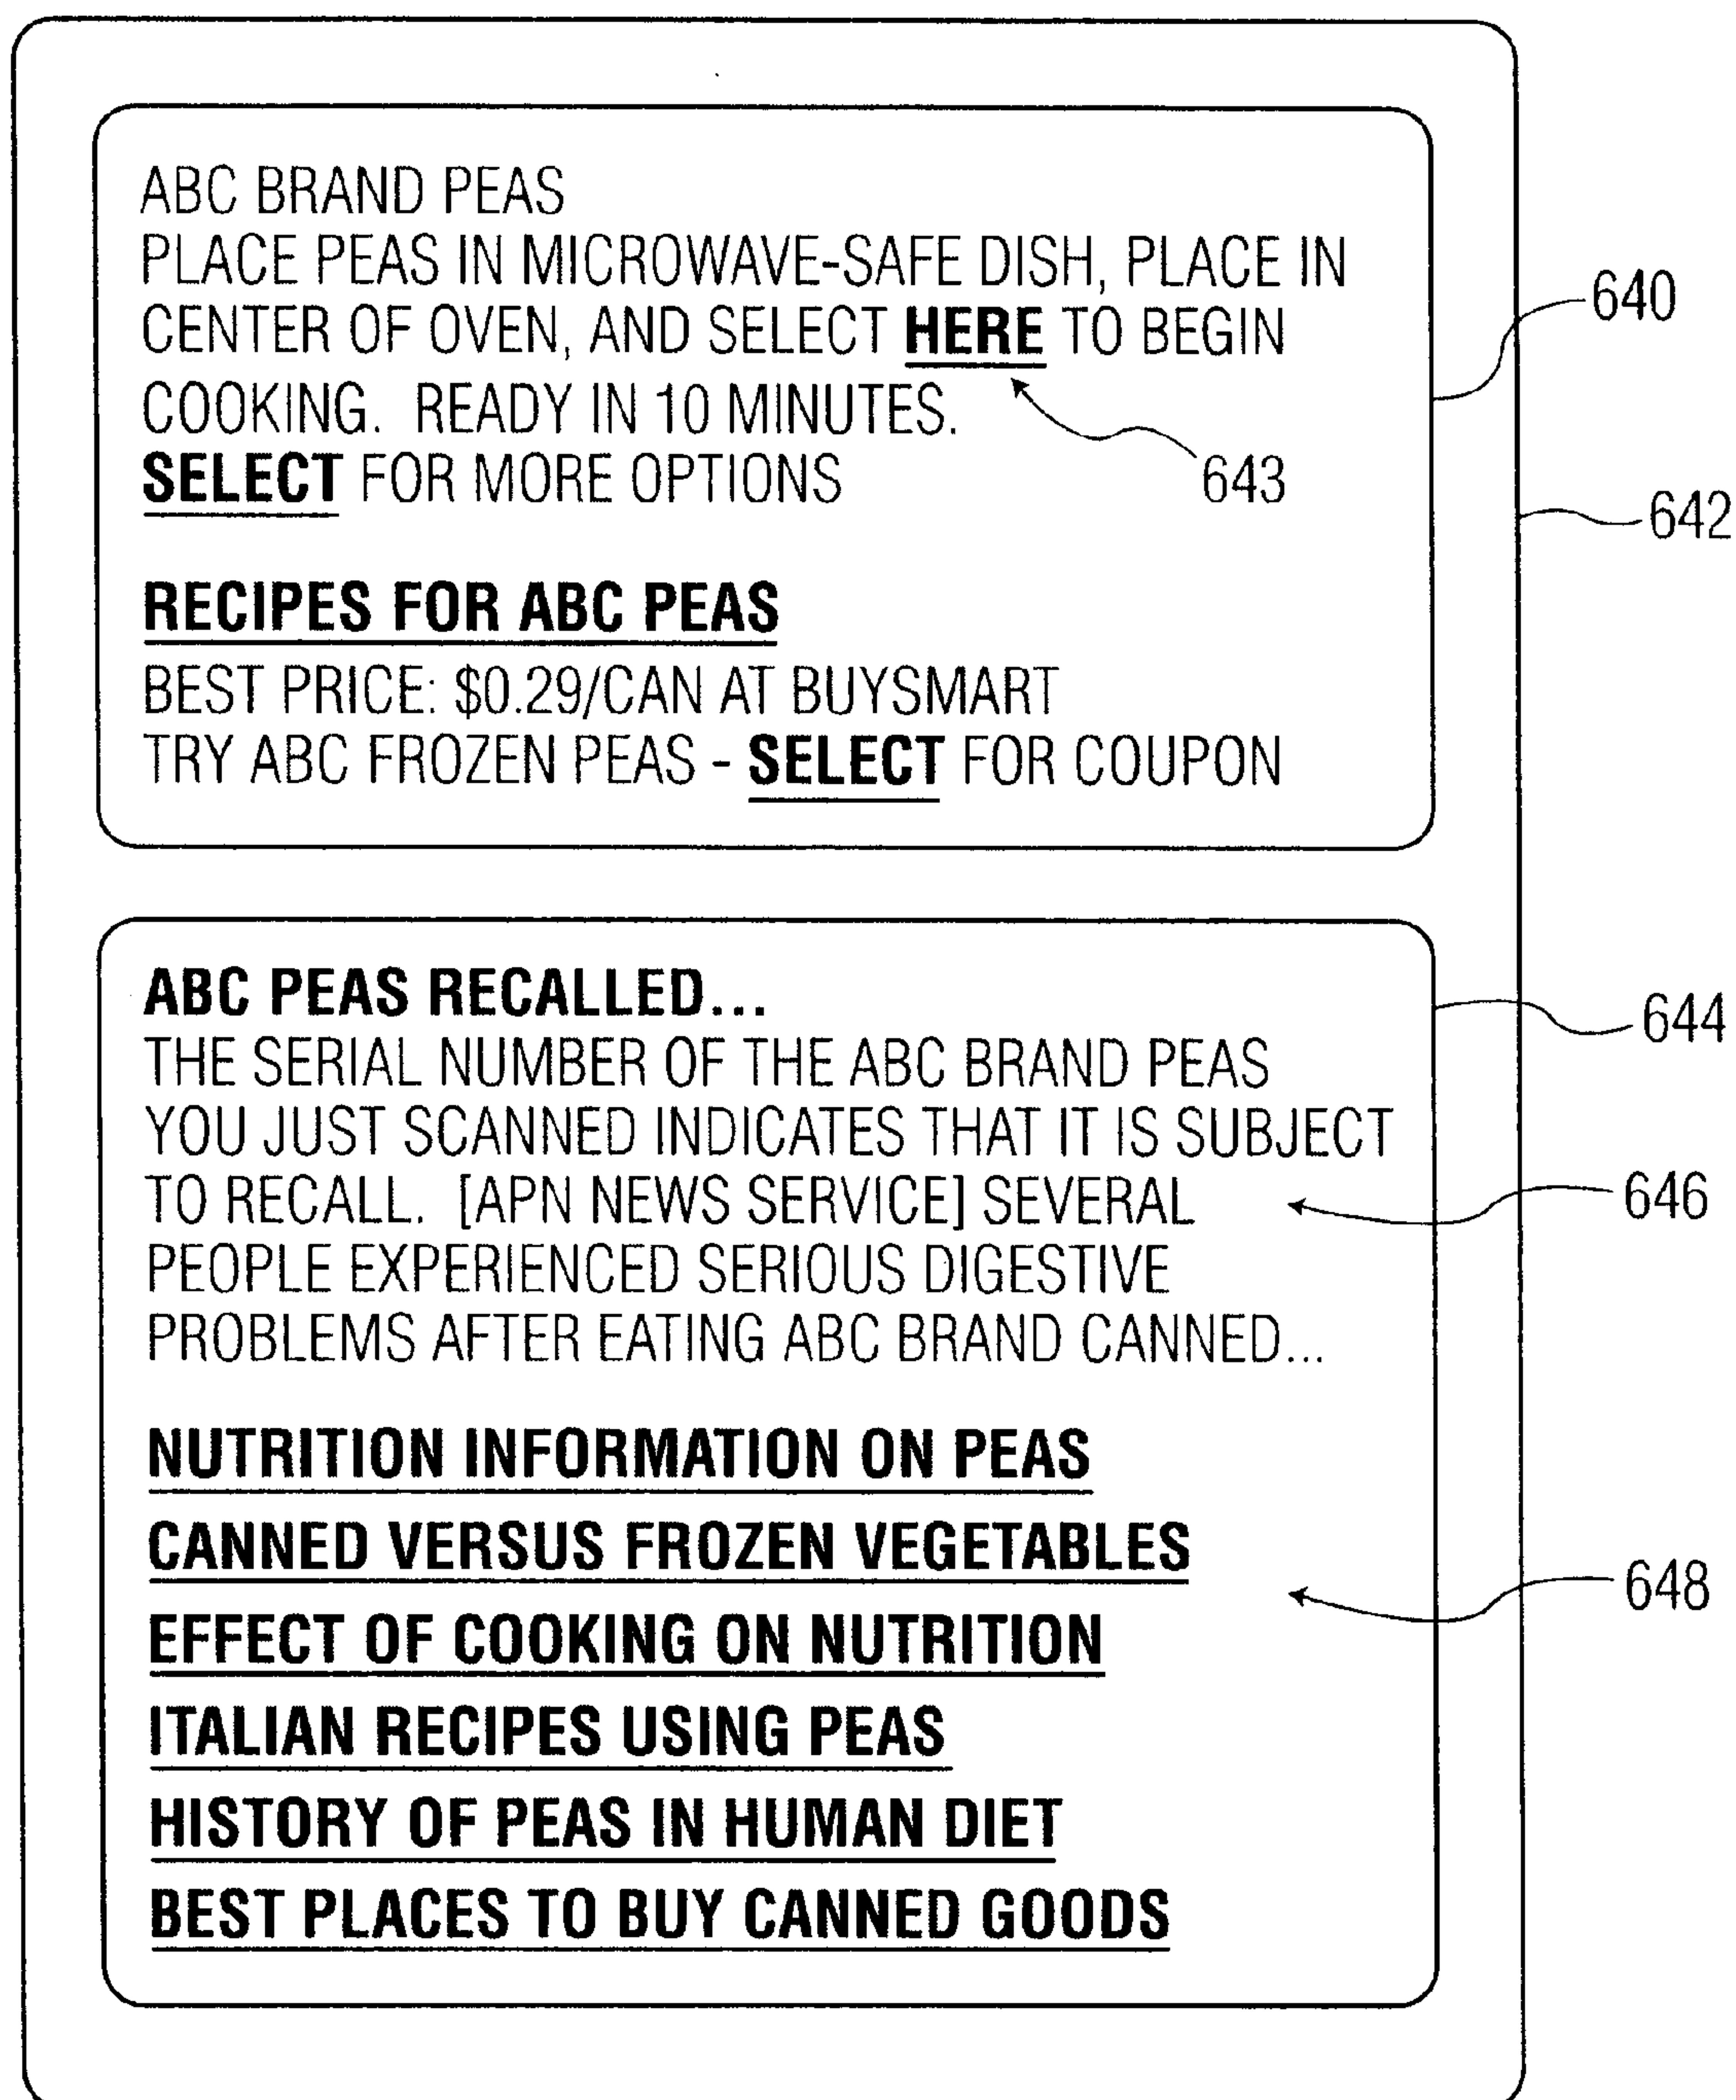 ABC BRAND PEAS
PLACE PEAS IN MICROWAVE-SAFE DISH, PLACE IN
CENTER OF OVEN, AND SELECT HERE TO BEGIN
COOKING. READY IN 10 MINUTES.
SELECT FOR MORE OPTIONS
RECIPES FOR ABC PEAS
BEST PRICE: $0.29/CAN AT BUYSMART
TRY ABC FROZEN PEAS - SELECT FOR COUPON
640
643
642
ABC PEAS RECALLED...
THE SERIAL NUMBER OF THE ABC BRAND PEAS
YOU JUST SCANNED INDICATES THAT IT IS SUBJECT
TO RECALL. [APN NEWS SERVICE] SEVERAL
PEOPLE EXPERIENCED SERIOUS DIGESTIVE
PROBLEMS AFTER EATING ABC BRAND CANNED...
644
646
NUTRITION INFORMATION ON PEAS
CANNED VERSUS FROZEN VEGETABLES
EFFECT OF COOKING ON NUTRITION
ITALIAN RECIPES USING PEAS
HISTORY OF PEAS IN HUMAN DIET
BEST PLACES TO BUY CANNED GOODS
648